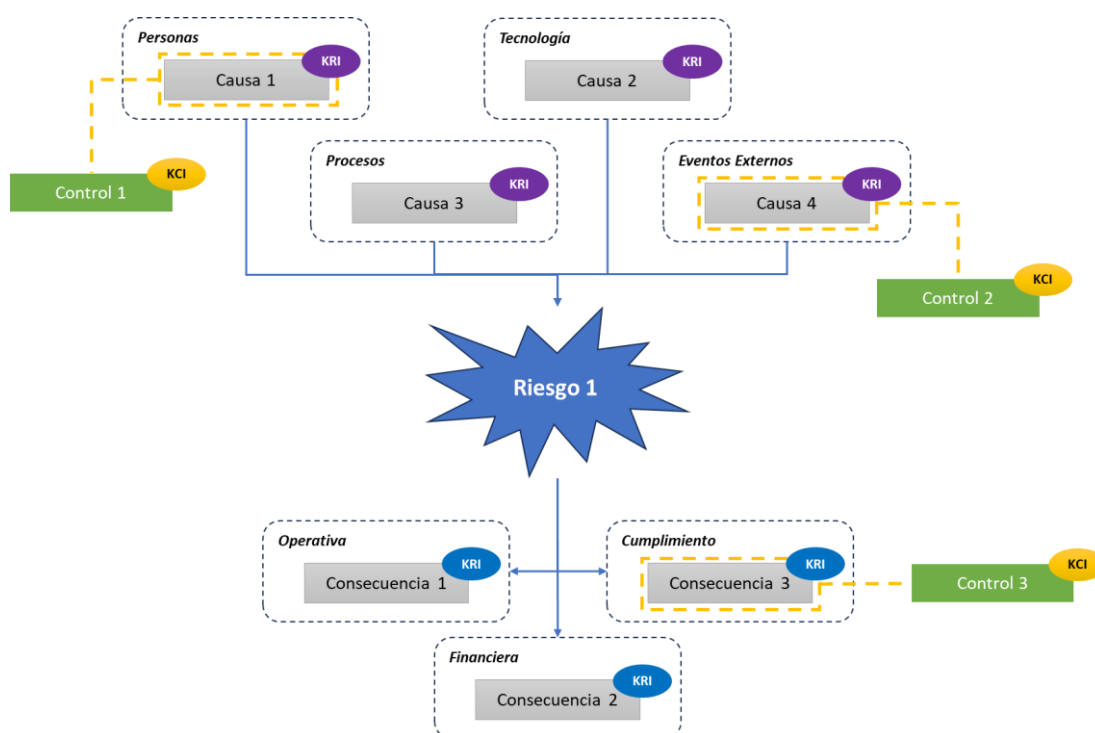 Personas
KRI
Causa 1
Tecnología
KRI
Causa 2
KCI
Control 1
Procesos
KRI
Causa 3
Eventos Externos
KRI
Causa 4
KCI
Control 2
Riesgo 1
Operativa
KRI
Consecuencia 1
Cumplimiento
KRI
Consecuencia 3
KCI
Control 3
Financiera
KRI
Consecuencia 2